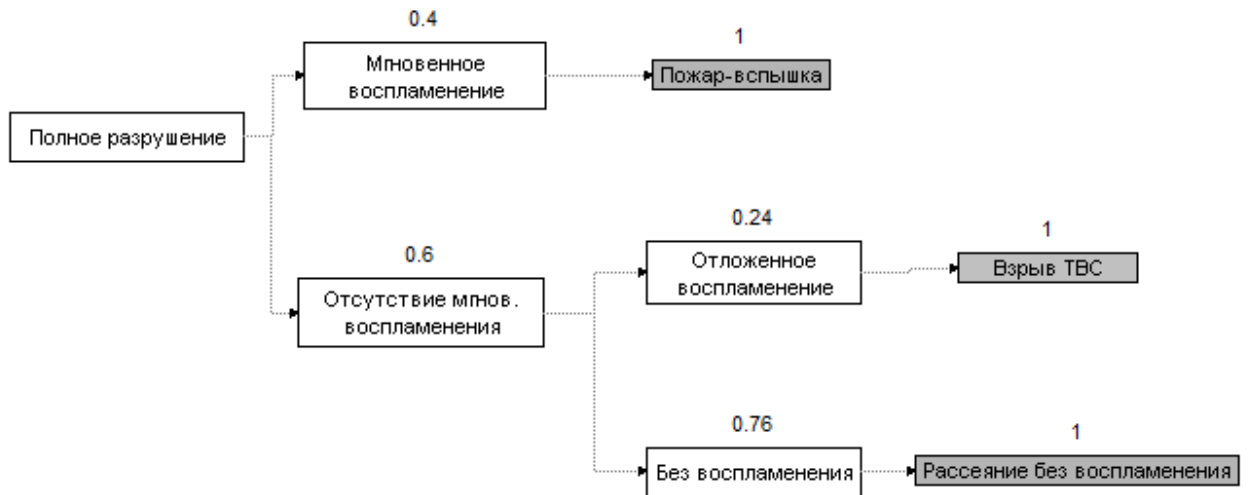 0.4
1
Мгновенное
воспламенение
Пожар-вспышка
Полное разрушение
0.24
1
0.6
Отложенное
воспламенение
Взрыв ТВС
Отсутствие мгнов.
воспламенения
0.76
1
Без воспламенения
Рассеяние без воспламенения